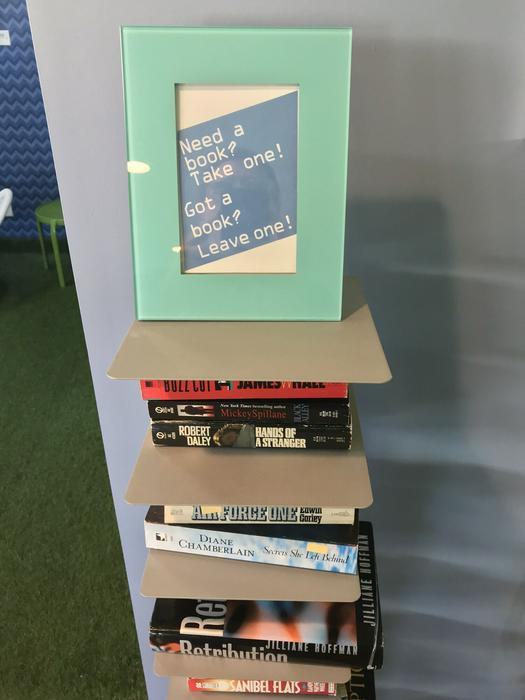 Need a
book?
Take one!
Got a
book?
Leave one!
BUZZ CUT JAMES W HALL
New York Times bestselling author
Mickey Spillane
BLACK
ALLEY
ROBERT
DALEY
HANDS OF
A STRANGER
AIR FORCE ONE
Edwin
Corley
DIANE
CHAMBERLAIN
Secrets She Left Behind
Retribution
JILLIANE HOFFMAN
JILLIANE HOFFMAN
SANIBEL FLATS